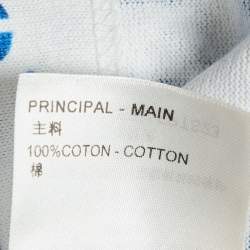 PRINCIPAL - MAIN
主料
100%COTON - COTTON
棉